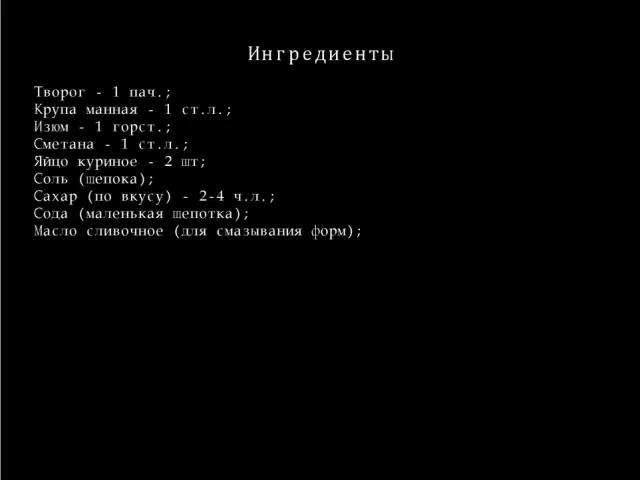 Ингредиенты
Творог - 1 пач.;
Крупа манная - 1 ст.л.;
Изюм - 1 горст.;
Сметана - 1 ст.л.;
Яйцо куриное - 2 шт;
Соль (щепока);
Сахар (по вкусу) - 2-4 ч.л.;
Сода (маленькая щепотка);
Масло сливочное (для смазывания форм);